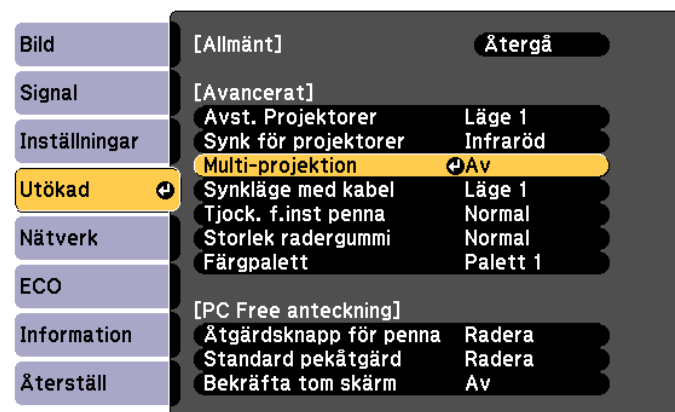 Bild
Signal
Inställningar
Utökad
Nätverk
ECO
Information
Återställ
[Allmänt] Återgå
[Avancerat]
Avst. Projektorer Läge 1
Synk för projektorer Infraröd
Multi-projektion Av
Synkläge med kabel Läge 1
Tjock. f.inst penna Normal
Storlek radergummi Normal
Färgpalett Palett 1
[PC Free anteckning]
Åtgärdsknapp för penna Radera
Standard pekåtgärd Radera
Bekräfta tom skärm Av